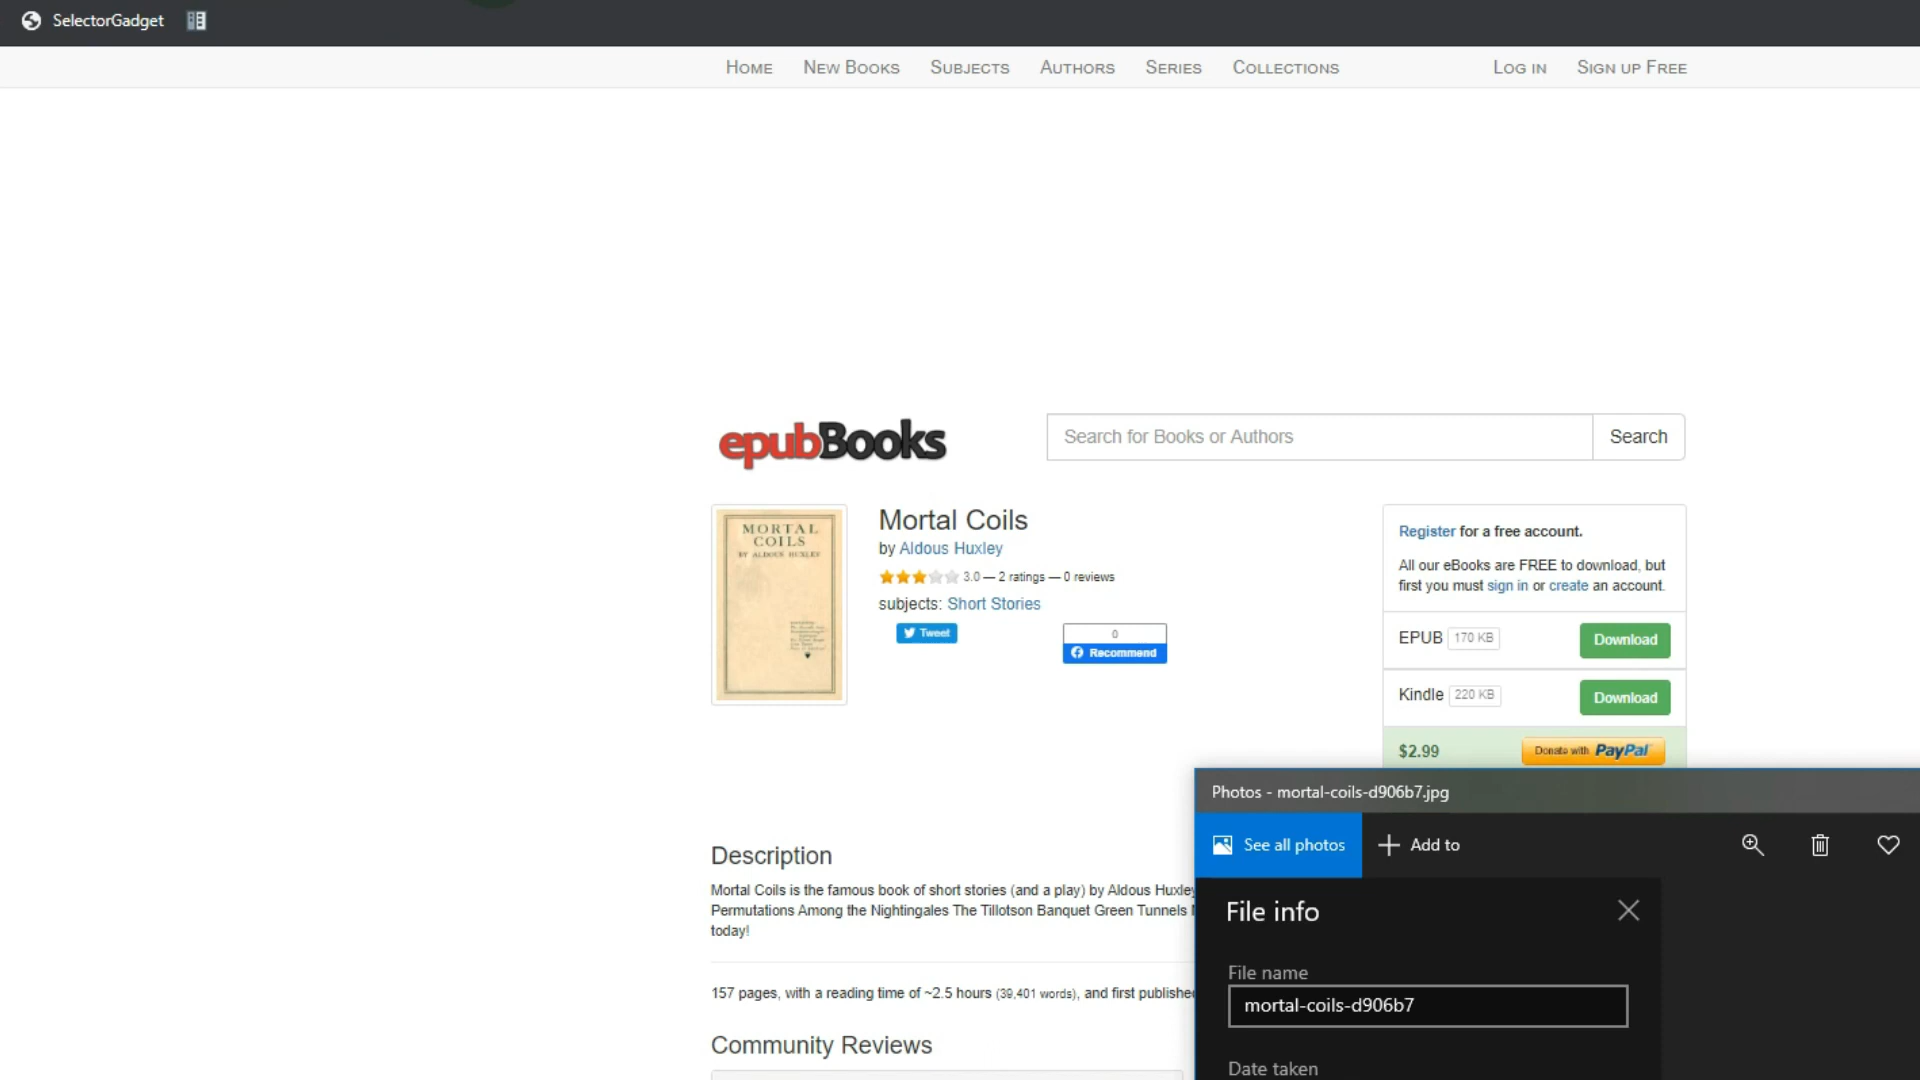 SelectorGadget
HOME NEW BOOKS SUBJECTS AUTHORS SERIES COLLECTIONS LOG IN SIGN UP FREE
epubBooks
Search for Books or Authors Search
MORTAL
COILS
BY ALDOUS HUXLEY
Mortal Coils
by Aldous Huxley
3.0 — 2 ratings — 0 reviews
subjects: Short Stories
Tweet
0
Recommend
Register for a free account.
All our eBooks are FREE to download, but
first you must sign in or create an account.
EPUB 170 KB Download
Kindle 220 KB Download
$2.99 Donate with PayPal
Description
Mortal Coils is the famous book of short stories (and a play) by Aldous Huxley
Permutations Among the Nightingales The Tillotson Banquet Green Tunnels
today!
157 pages, with a reading time of ~2.5 hours (39,401 words), and first published
Community Reviews
Photos - mortal-coils-d906b7.jpg
See all photos Add to
File info
File name
mortal-coils-d906b7
Date taken